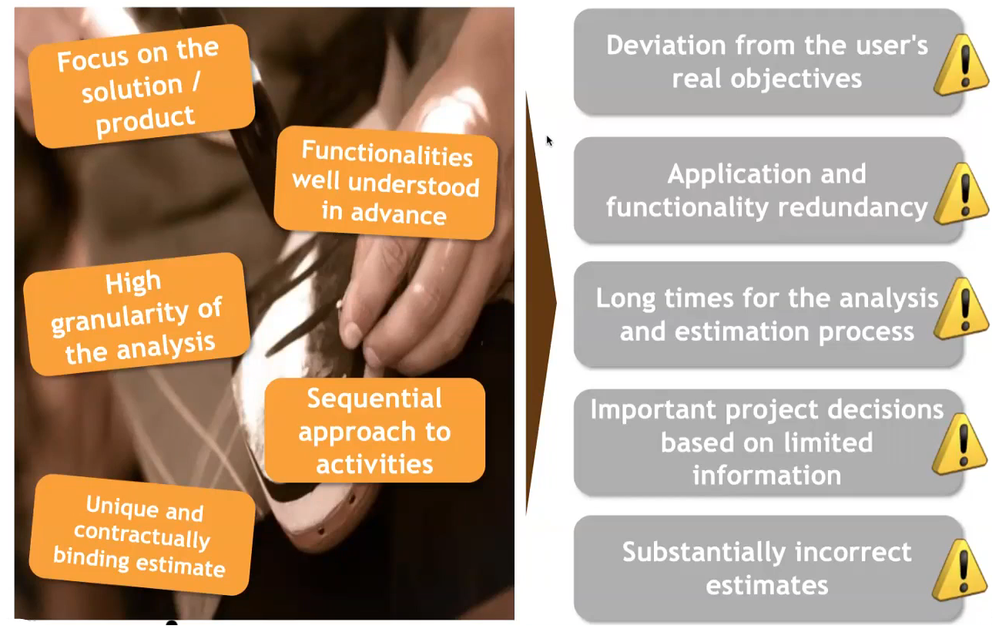 Focus on the
solution /
product
Functionalities
well understood
in advance
High
granularity of
the analysis
Sequential
approach to
activities
Unique and
contractually
binding estimate
Deviation from the user's
real objectives
Application and
functionality redundancy
Long times for the analysis
and estimation process
Important project decisions
based on limited
information
Substantially incorrect
estimates